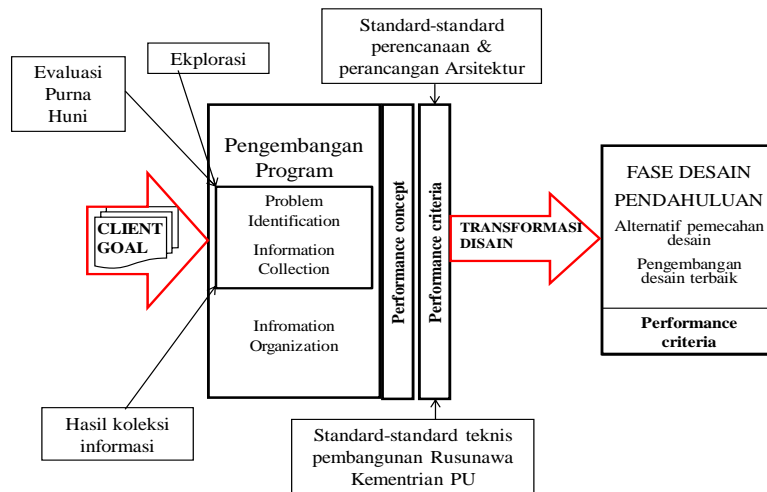 Standard-standard
perencanaan &
perancangan Arsitektur
Ekplorasi
Evaluasi
Purna
Huni
Pengembangan
Program
Problem
Identification
Information
Collection
Infromation
Organization
CLIENT
GOAL
Performance concept
Performance criteria
TRANSFORMASI
DISAIN
FASE DESAIN
PENDAHULUAN
Alternatif pemecahan
desain
Pengembangan
desain terbaik
Performance
criteria
Hasil koleksi
informasi
Standard-standard teknis
pembangunan Rusunawa
Kementrian PU